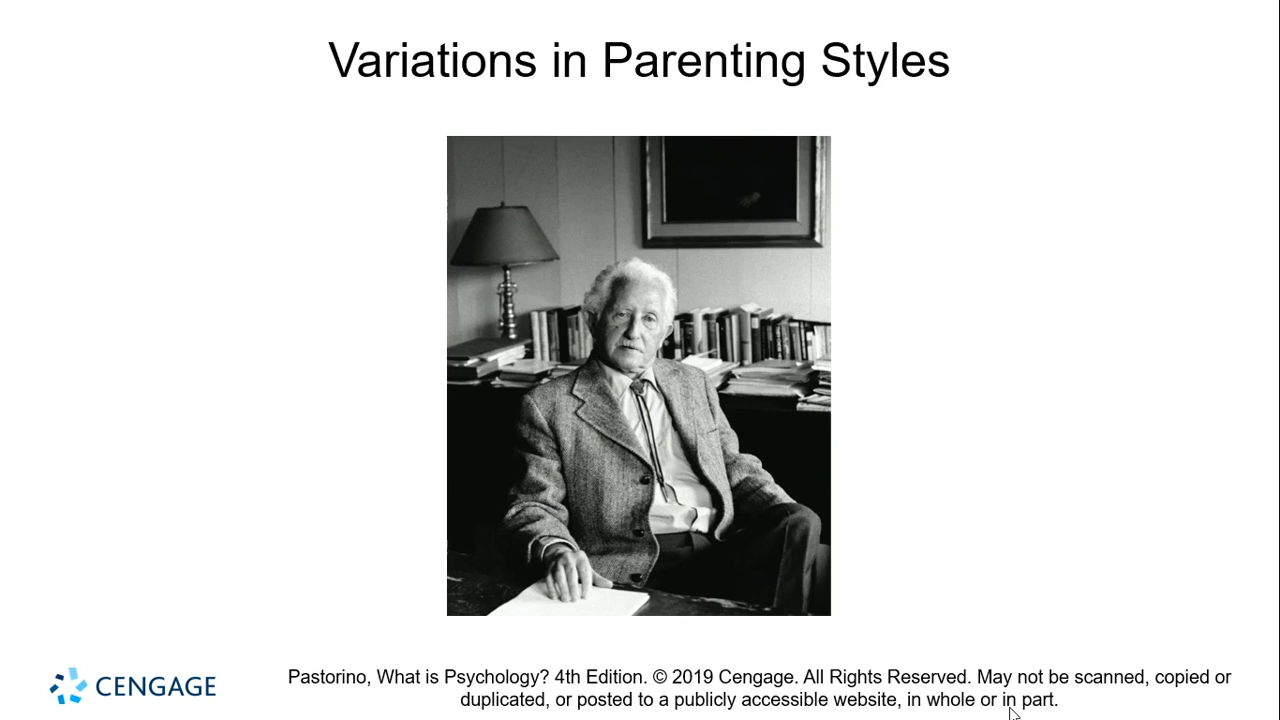 Variations in Parenting Styles
CENGAGE
Pastorino, What is Psychology? 4th Edition. © 2019 Cengage. All Rights Reserved. May not be scanned, copied or
duplicated, or posted to a publicly accessible website, in whole or in part.